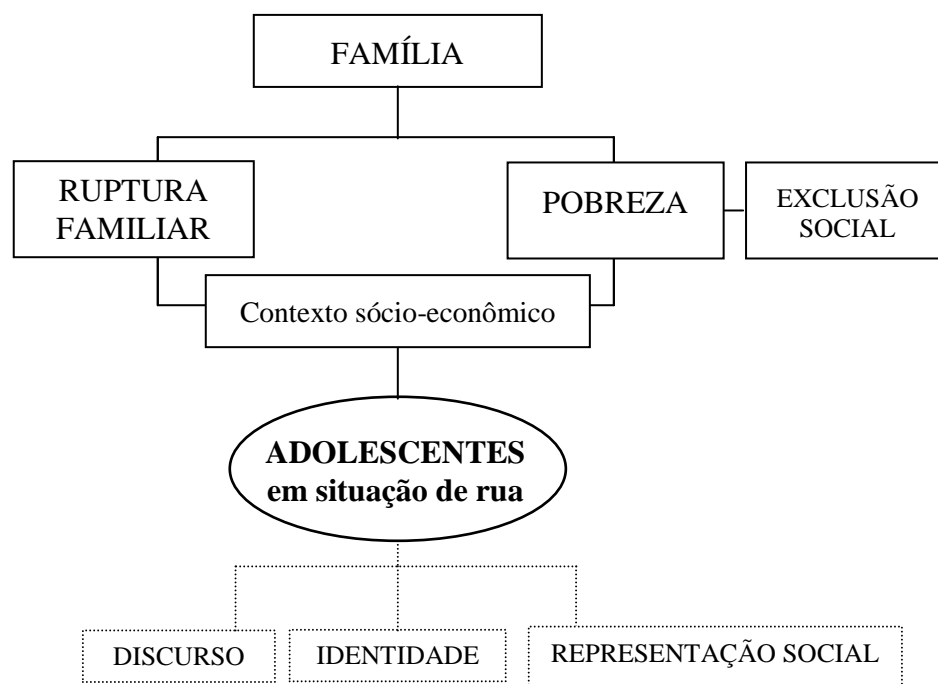 FAMÍLIA
RUPTURA
FAMILIAR
POBREZA
EXCLUSÃO
SOCIAL
Contexto sócio-econômico
ADOLESCENTES
em situação de rua
DISCURSO
IDENTIDADE
REPRESENTAÇÃO SOCIAL